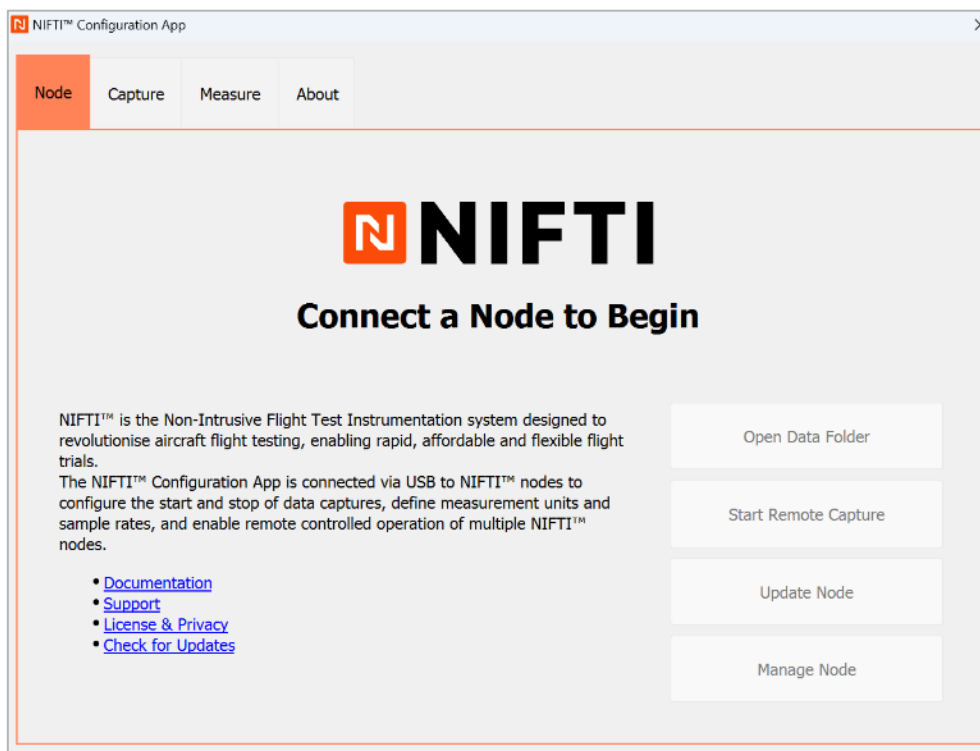 NIFTI™ Configuration App
Node
Capture
Measure
About
NIFTI
Connect a Node to Begin
NIFTI™ is the Non-Intrusive Flight Test Instrumentation system designed to
revolutionise aircraft flight testing, enabling rapid, affordable and flexible flight
trials.
The NIFTI™ Configuration App is connected via USB to NIFTI™ nodes to
configure the start and stop of data captures, define measurement units and
sample rates, and enable remote controlled operation of multiple NIFTI™
nodes.
• Documentation
• Support
• License & Privacy
• Check for Updates
Open Data Folder
Start Remote Capture
Update Node
Manage Node